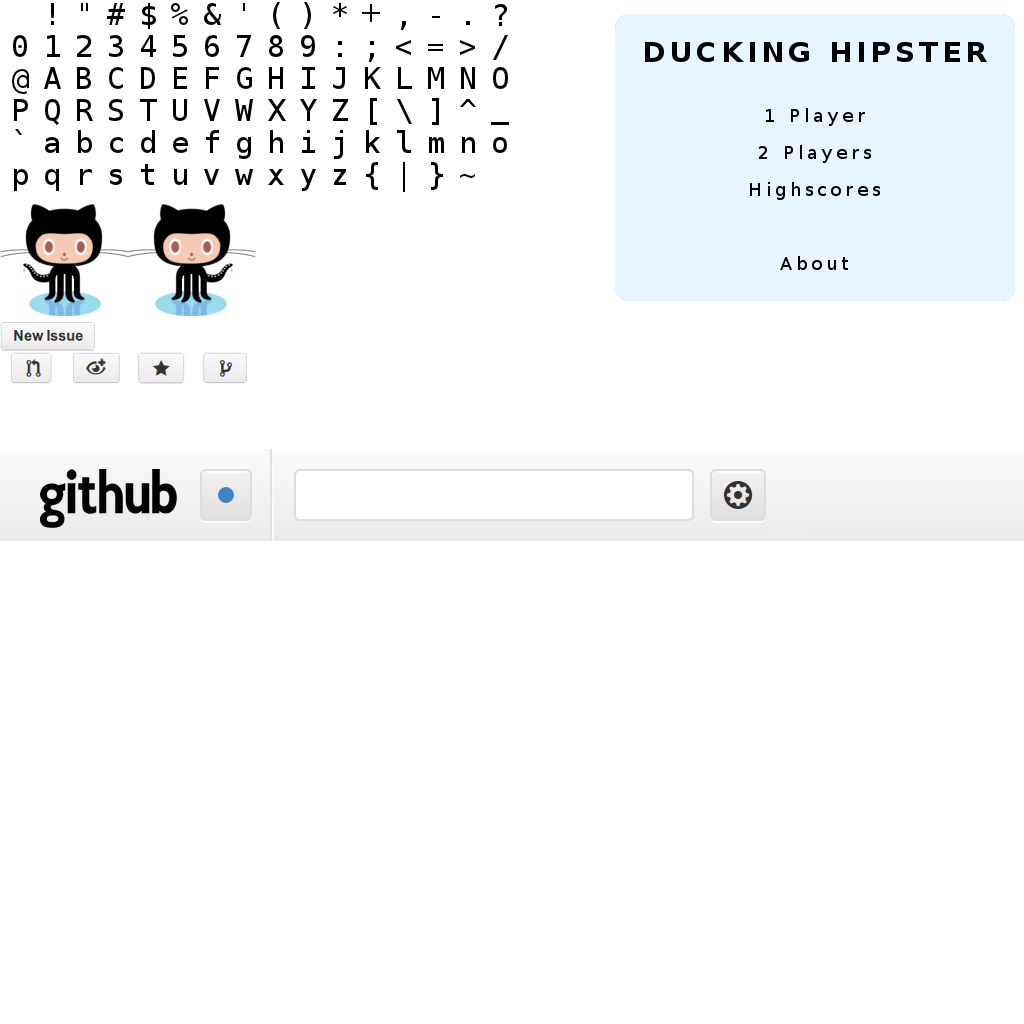 ! " # $ % & ' ( ) * + , - . ?
0 1 2 3 4 5 6 7 8 9 : ; < = > /
@ A B C D E F G H I J K L M N O
P Q R S T U V W X Y Z [ \ ] ^ _
` a b c d e f g h i j k l m n o
p q r s t u v w x y z { | } ~
DUCKING HIPSTER
1 Player
2 Players
Highscores
About
New Issue
github